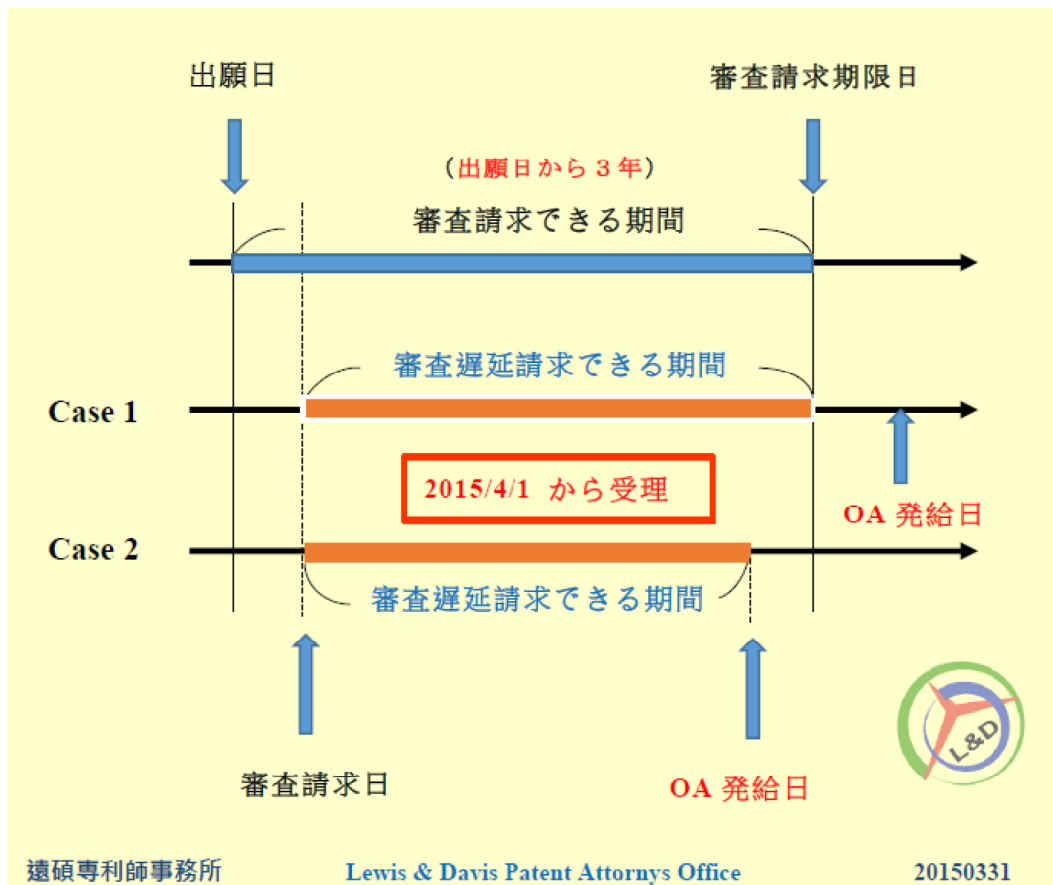 出願日
審査請求期限日
（出願日から３年）
審査請求できる期間
審査遅延請求できる期間
Case 1
2015/4/1 から受理
OA 発給日
Case 2
審査遅延請求できる期間
審査請求日
OA 発給日
L&D
遠碩専利師事務所 Lewis & Davis Patent Attornys Office 20150331